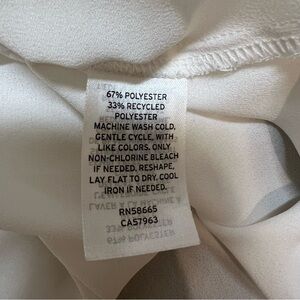 67% POLYESTER
33% RECYCLED
POLYESTER
MACHINE WASH COLD,
GENTLE CYCLE, WITH
LIKE COLORS. ONLY
NON-CHLORINE BLEACH
IF NEEDED. RESHAPE,
LAY FLAT TO DRY. COOL
IRON IF NEEDED.
RN58665
CA57963